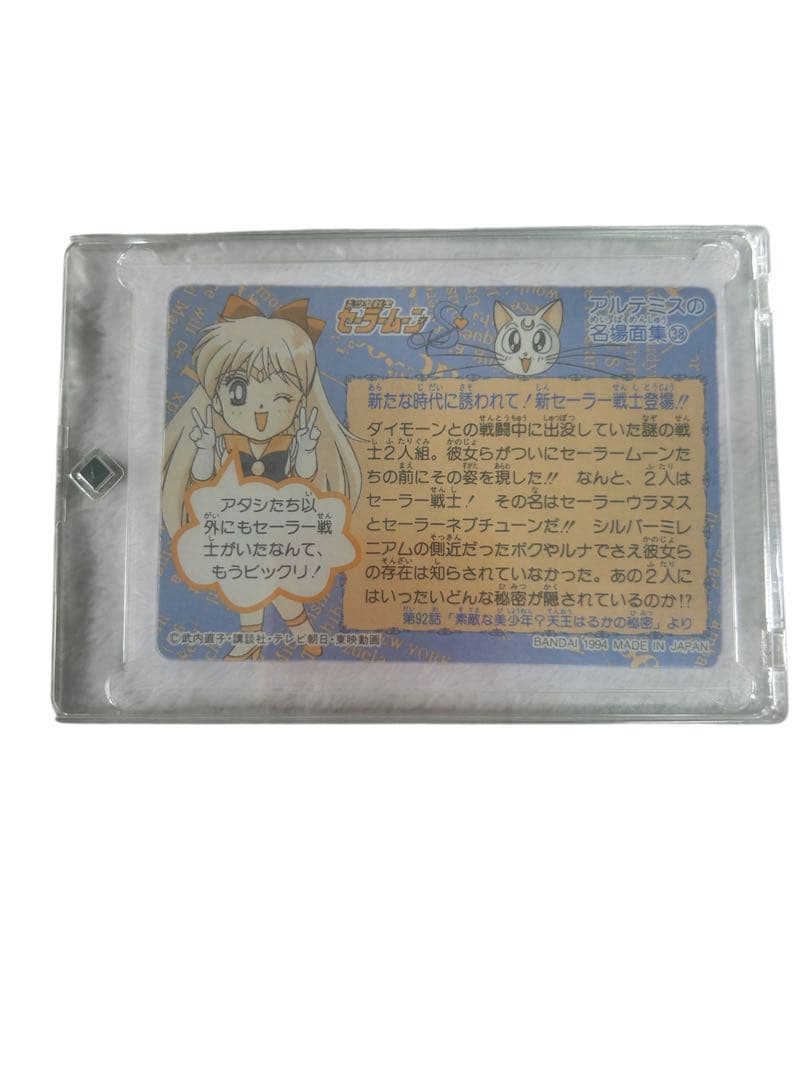 美少女戦士
セーラームーン
S
アルテミスの
名場面集㊳
新たな時代に誘われて！新セーラー戦士登場!!
ダイモーンとの戦闘中に出没していた謎の戦
士2人組。彼女らがついにセーラームーンた
ちの前にその姿を現した!! なんと、2人は
セーラー戦士！ その名はセーラーウラヌス
とセーラーネプチューンだ!! シルバーミレ
ニアムの側近だったボクやルナでさえ彼女ら
の存在は知らされていなかった。あの2人に
はいったいどんな秘密が隠されているのか!?
第92話「素敵な美少年？天王はるかの秘密」より
アタシたち以
外にもセーラー戦
士がいたなんて、
もうビックリ！
©武内直子・講談社・テレビ朝日・東映動画
BANDAI 1994 MADE IN JAPAN